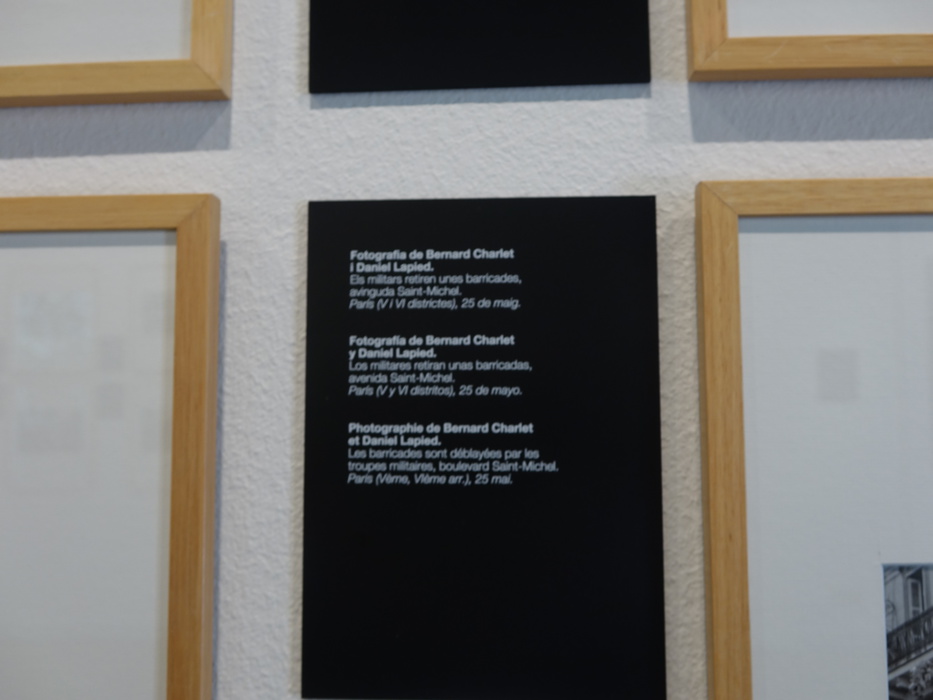 Fotografia de Bernard Charlet
i Daniel Lapied.
Els militars retiren unes barricades,
avinguda Saint-Michel.
París (V i VI districtes), 25 de maig.
Fotografía de Bernard Charlet
y Daniel Lapied.
Los militares retiran unas barricadas,
avenida Saint-Michel.
París (V y VI distritos), 25 de mayo.
Photographie de Bernard Charlet
et Daniel Lapied.
Les barricades sont déblayées par les
troupes militaires, boulevard Saint-Michel.
Paris (Vème, VIème arr.), 25 mai.